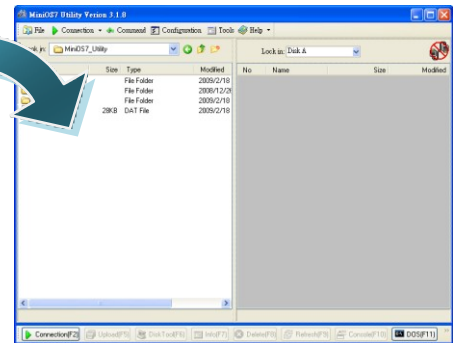 MiniOS7 Utility Version 3.1.8
File Connection Command Configuration Tools Help
k in: MiniOS7_Utility Look in: Disk A
Size Type Modified No Name Size Modified
File Folder 2009/2/18
File Folder 2008/12/2
File Folder 2009/2/18
28KB DAT File 2009/2/18
Connection(F2) Upload(F5) DiskTool(F6) Info(F7) Delete(F8) Refresh(F9) Console(F10) DOS(F11)